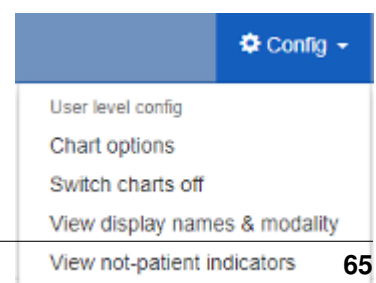 Config
User level config
Chart options
Switch charts off
View display names & modality
View not-patient indicators
65